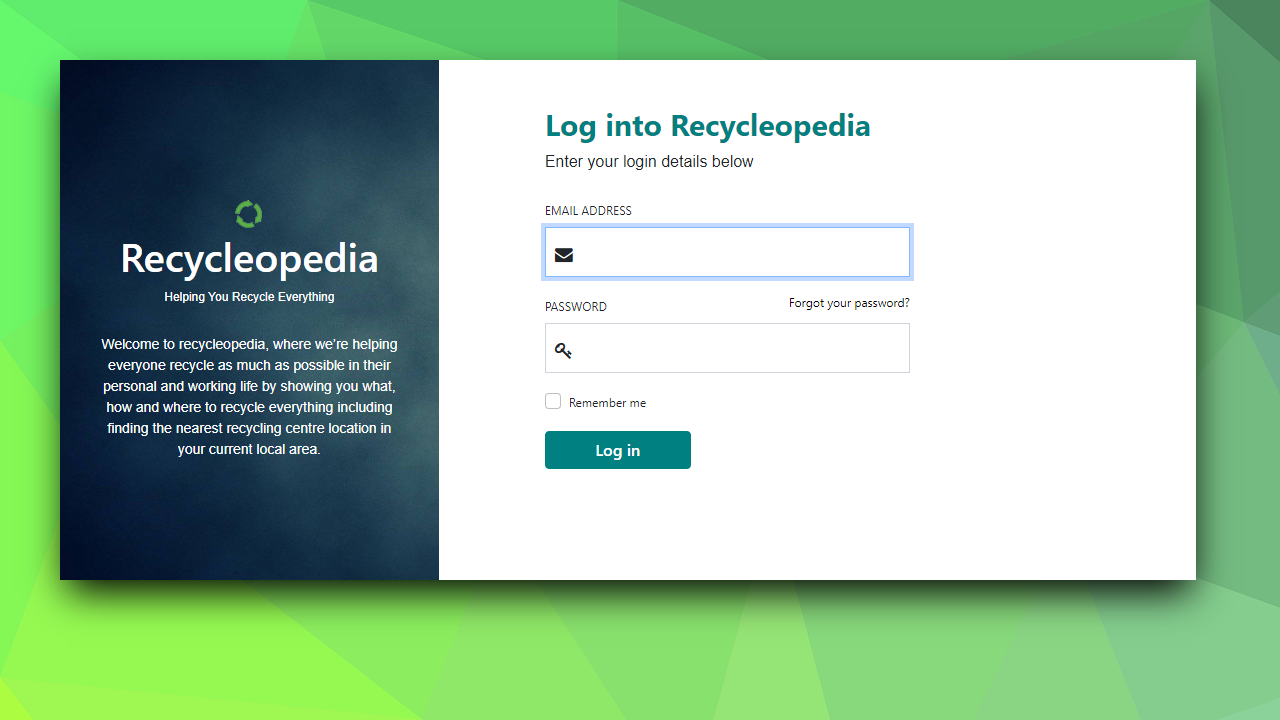 Recycleopedia
Helping You Recycle Everything
Welcome to recycleopedia, where we’re helping
everyone recycle as much as possible in their
personal and working life by showing you what,
how and where to recycle everything including
finding the nearest recycling centre location in
your current local area.
Log into Recycleopedia
Enter your login details below
EMAIL ADDRESS
PASSWORD
Forgot your password?
Remember me
Log in